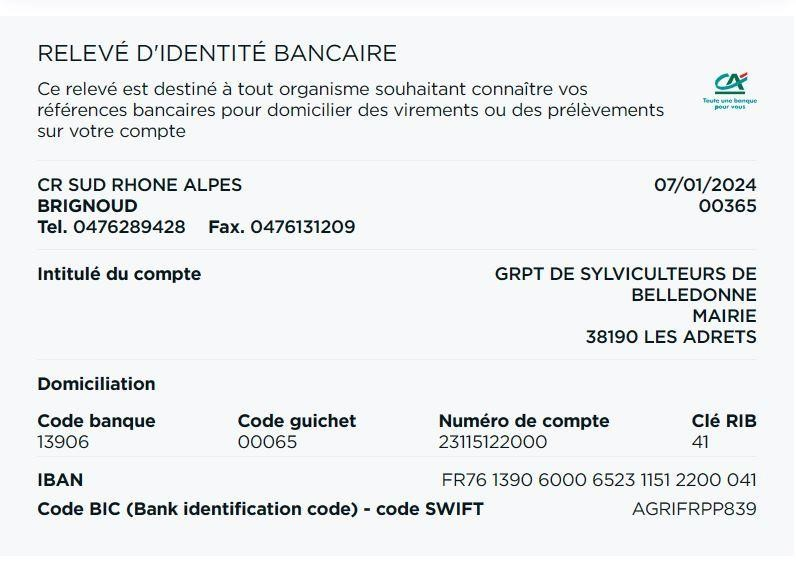 RELEVÉ D'IDENTITÉ BANCAIRE
Ce relevé est destiné à tout organisme souhaitant connaître vos
références bancaires pour domicilier des virements ou des prélèvements
sur votre compte
CA
Toute une banque
pour vous
CR SUD RHONE ALPES 07/01/2024
BRIGNOUD 00365
Tel. 0476289428 Fax. 0476131209
Intitulé du compte GRPT DE SYLVICULTEURS DE
BELLEDONNE
MAIRIE
38190 LES ADRETS
Domiciliation
Code banque Code guichet Numéro de compte Clé RIB
13906 00065 23115122000 41
IBAN FR76 1390 6000 6523 1151 2200 041
Code BIC (Bank identification code) - code SWIFT AGRIFRPP839